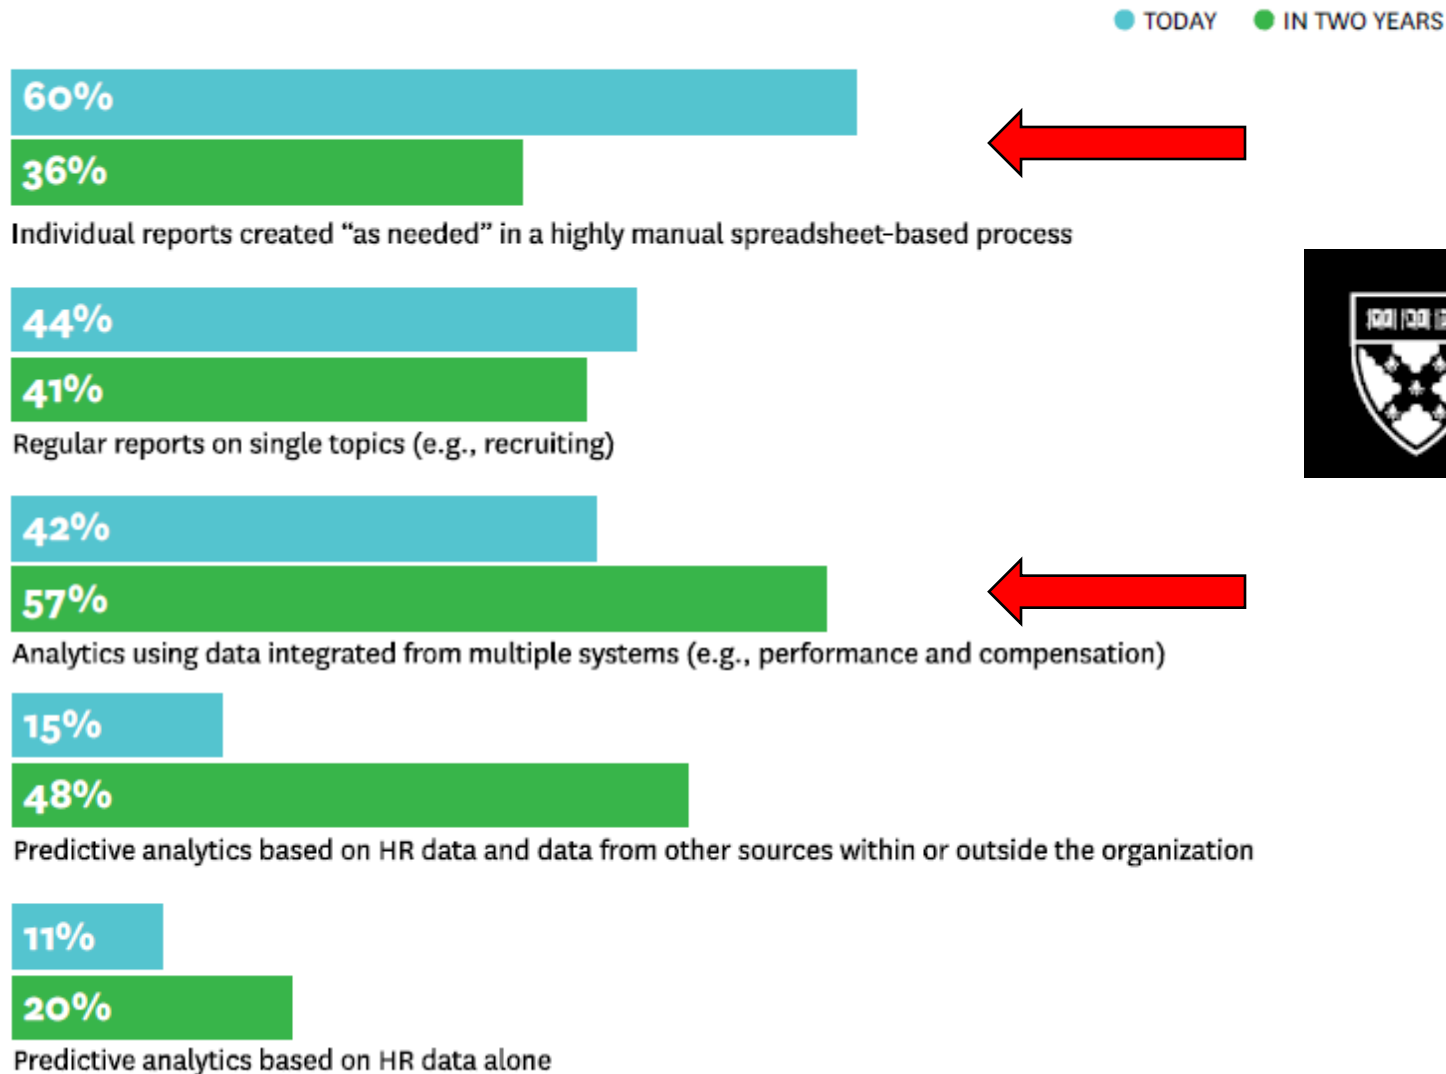 TODAY IN TWO YEARS
60%
36%
Individual reports created “as needed” in a highly manual spreadsheet-based process
44%
41%
Regular reports on single topics (e.g., recruiting)
42%
57%
Analytics using data integrated from multiple systems (e.g., performance and compensation)
15%
48%
Predictive analytics based on HR data and data from other sources within or outside the organization
11%
20%
Predictive analytics based on HR data alone